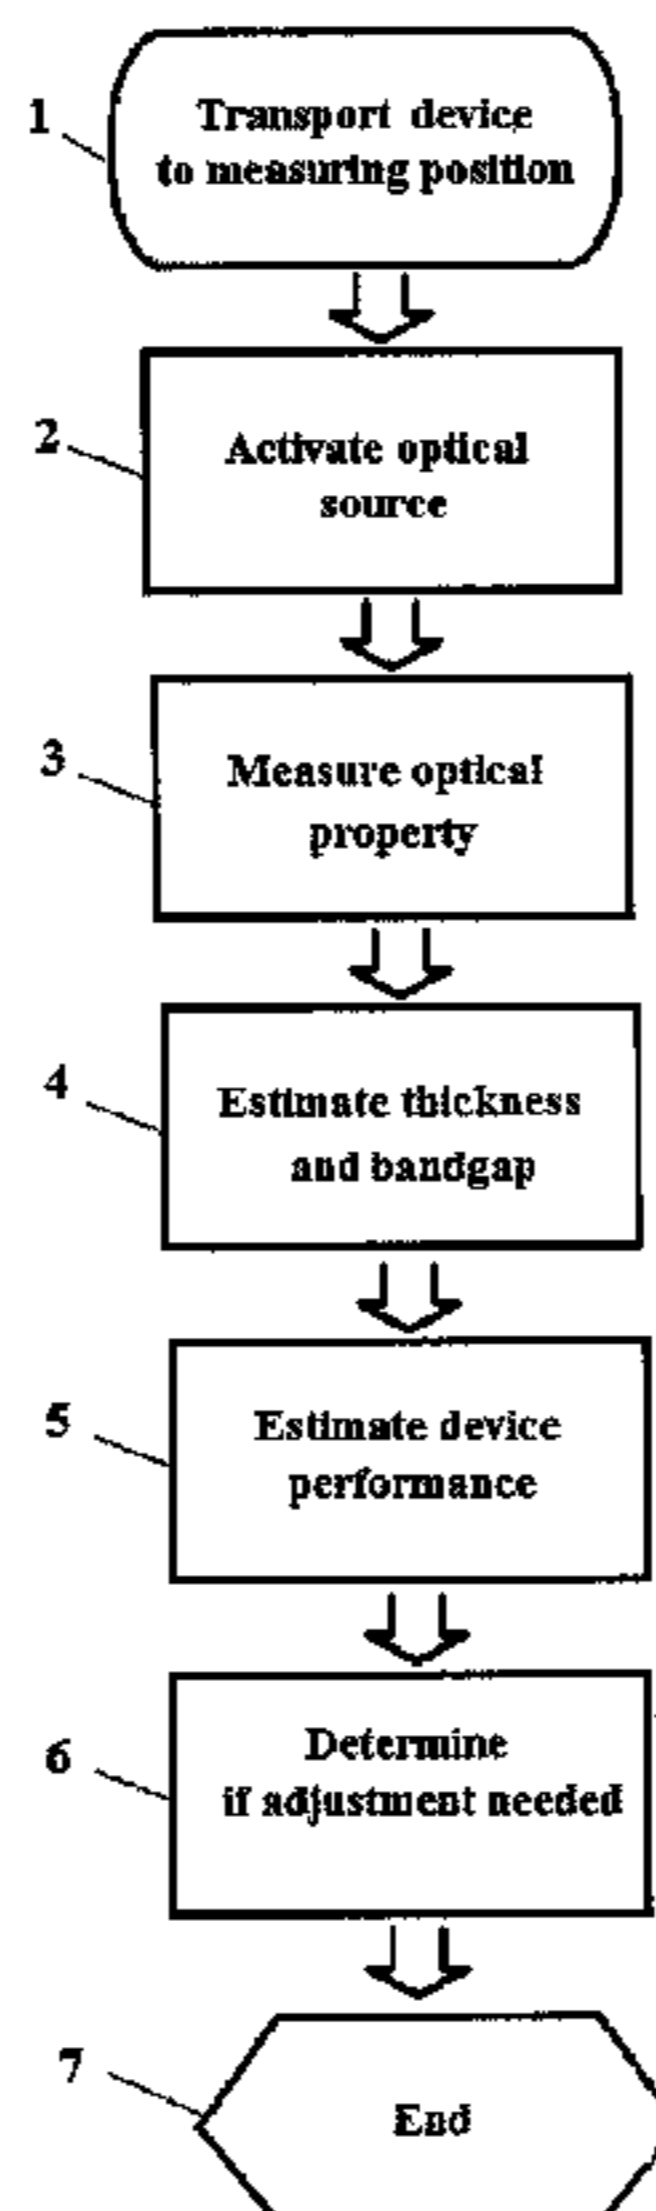 1
Transport device
to measuring position
2
Activate optical
source
3
Measure optical
property
4
Estimate thickness
and bandgap
5
Estimate device
performance
6
Determine
if adjustment needed
7
End